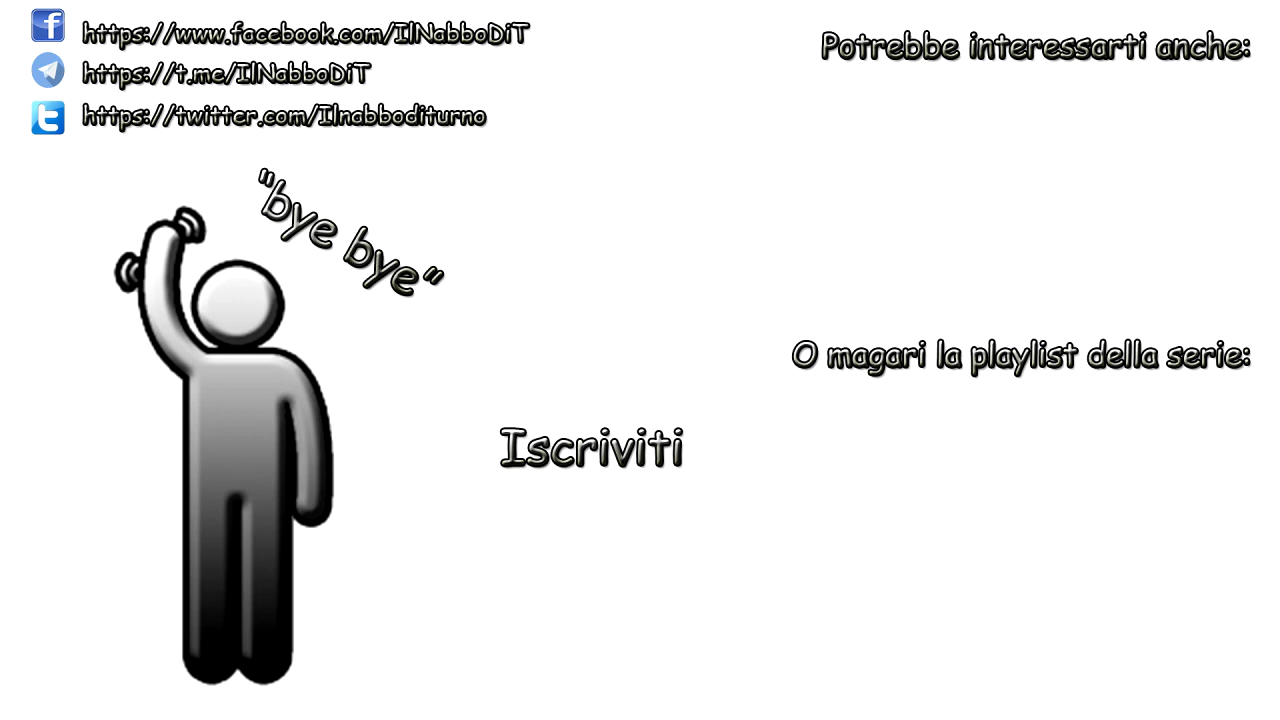 https://www.facebook.com/IlNabboDiT
https://t.me/IlNabboDiT
https://twitter.com/Ilnabboditurno
Potrebbe interessarti anche:
"bye bye"
O magari la playlist della serie:
Iscriviti